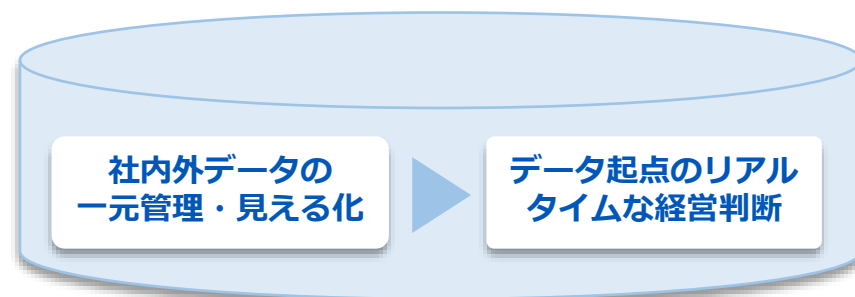 社内外データの
一元管理・見える化
データ起点のリアル
タイムな経営判断